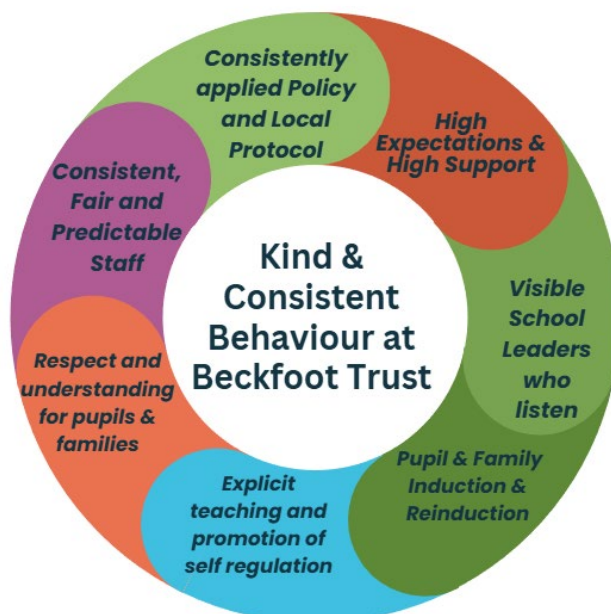 Kind &
Consistent
Behaviour at
Beckfoot Trust
Consistently
applied Policy
and Local
Protocol
High
Expectations &
High Support
Visible
School
Leaders
who
listen
Pupil & Family
Induction &
Reinduction
Explicit
teaching and
promotion of
self regulation
Respect and
understanding
for pupils &
families
Consistent,
Fair and
Predictable
Staff